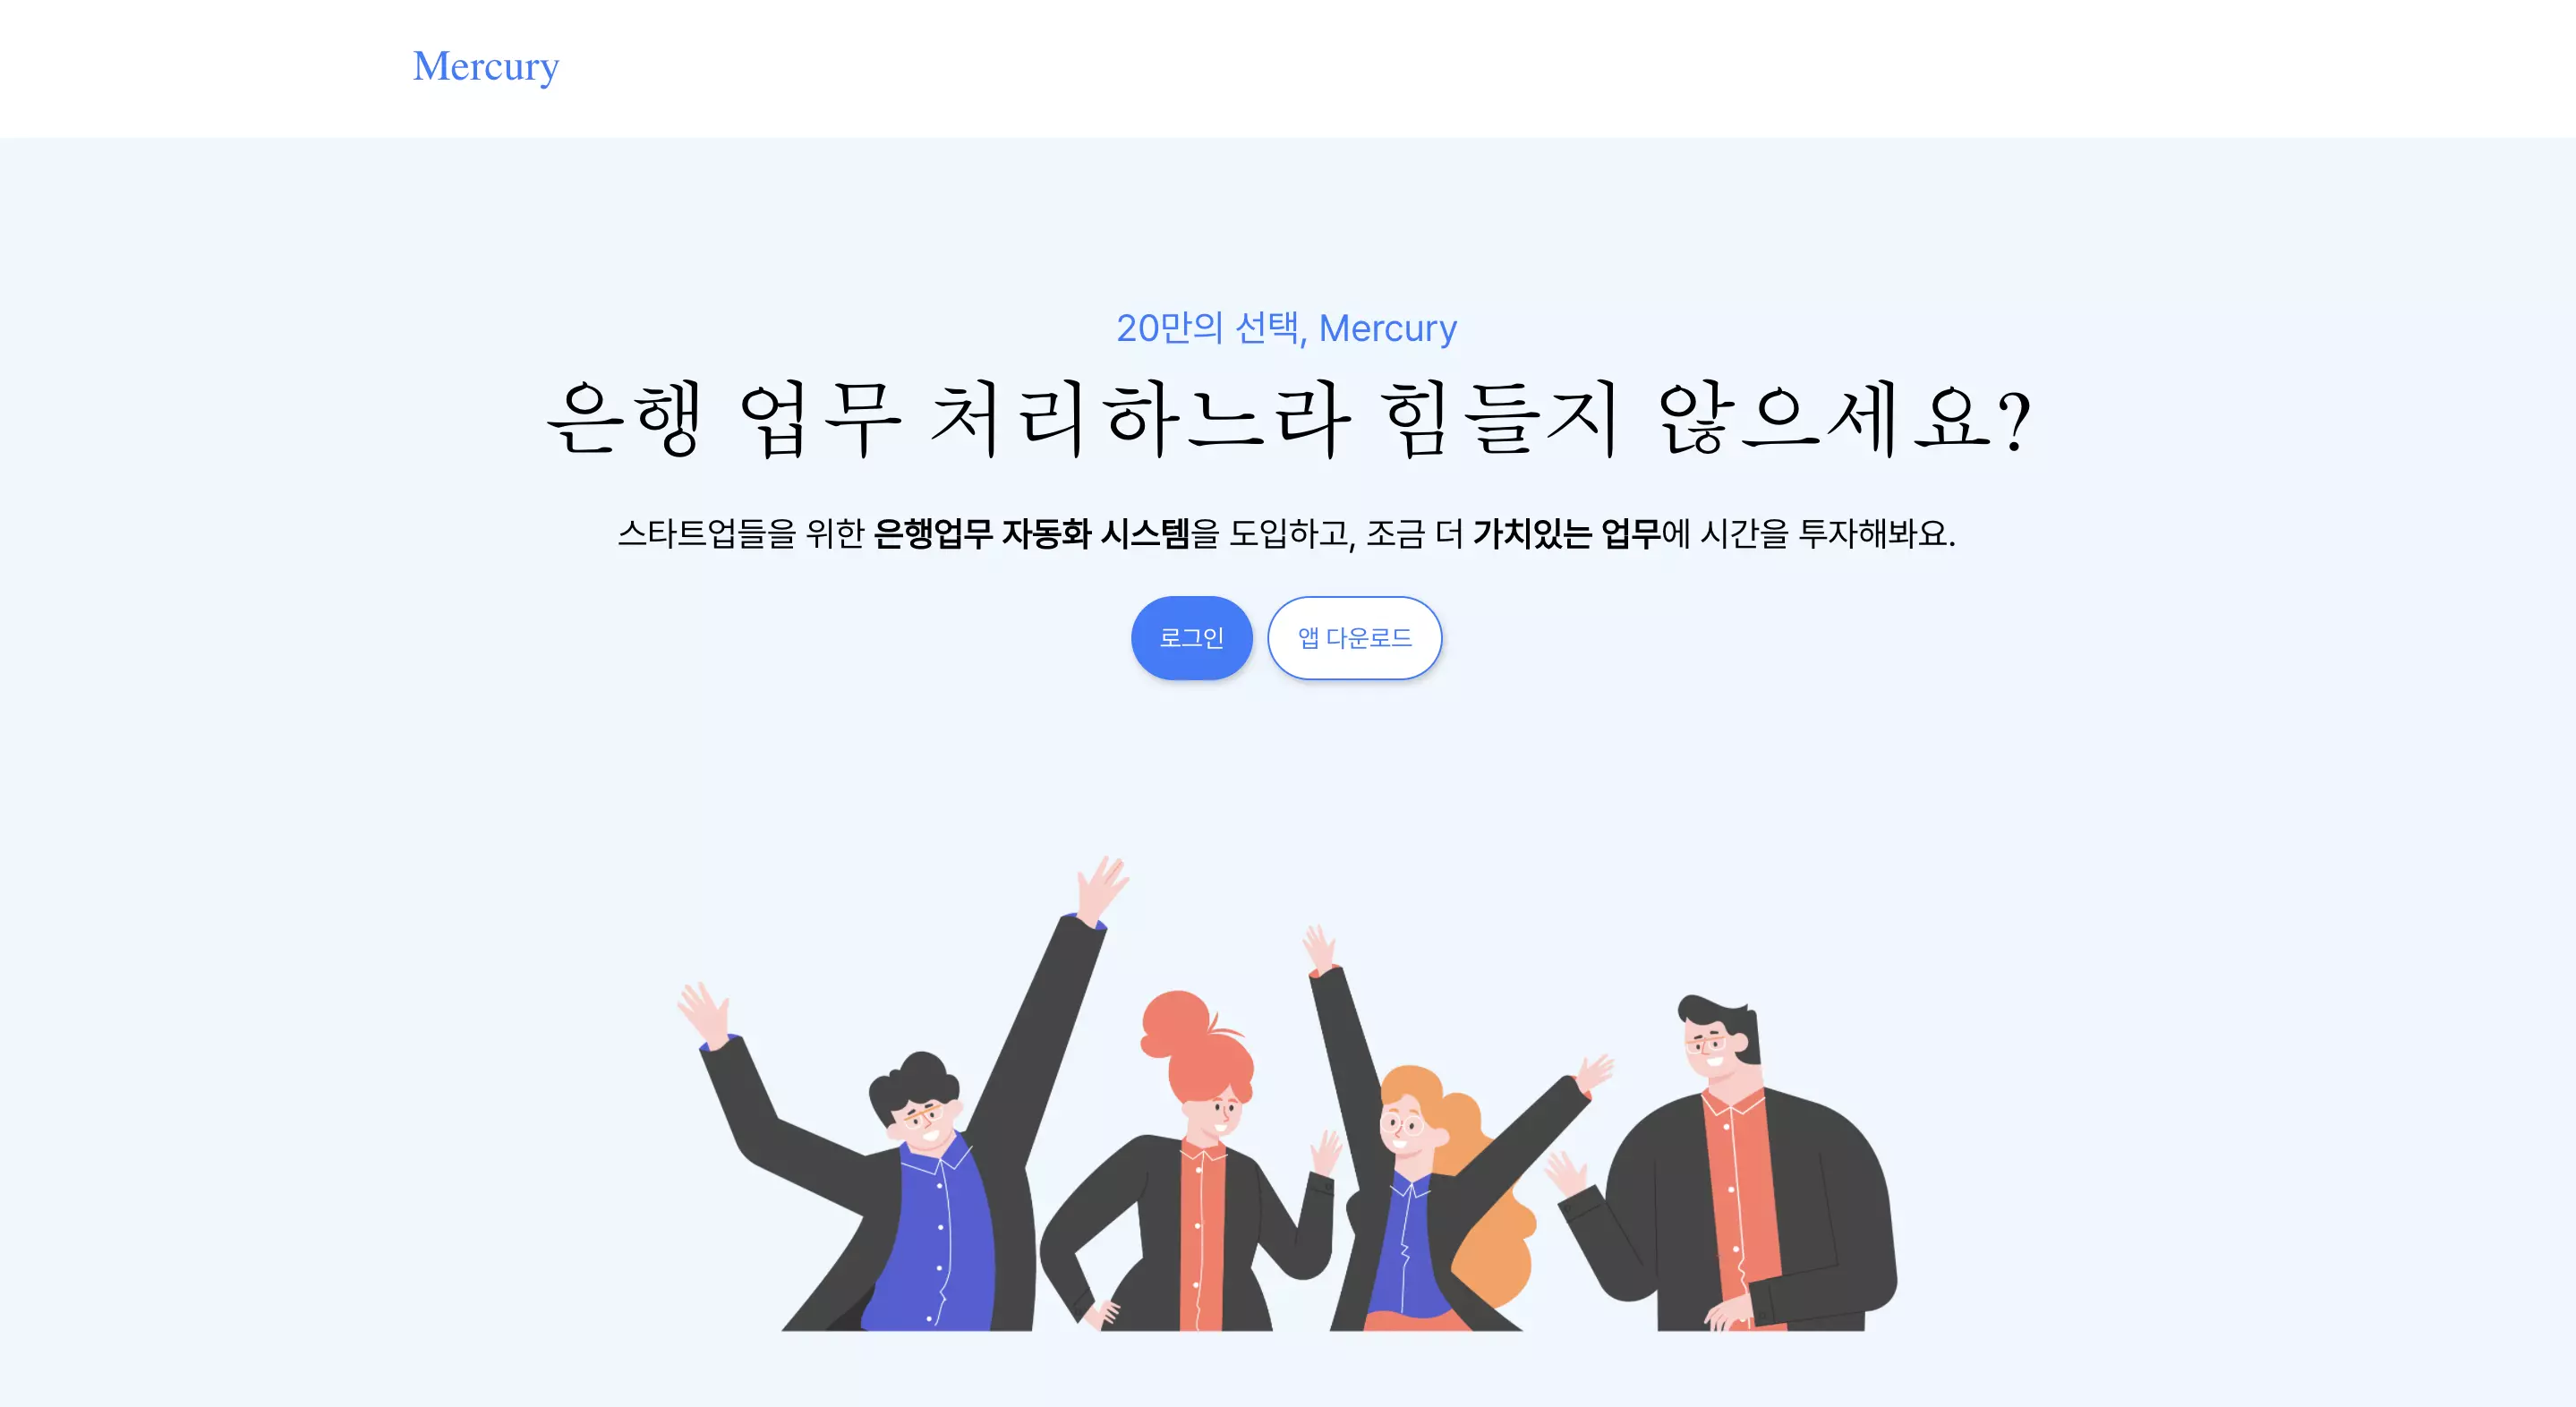 Mercury
20만의 선택, Mercury
은행 업무 처리하느라 힘들지 않으세요?
스타트업들을 위한 은행업무 자동화 시스템을 도입하고, 조금 더 가치있는 업무에 시간을 투자해봐요.
로그인
앱 다운로드